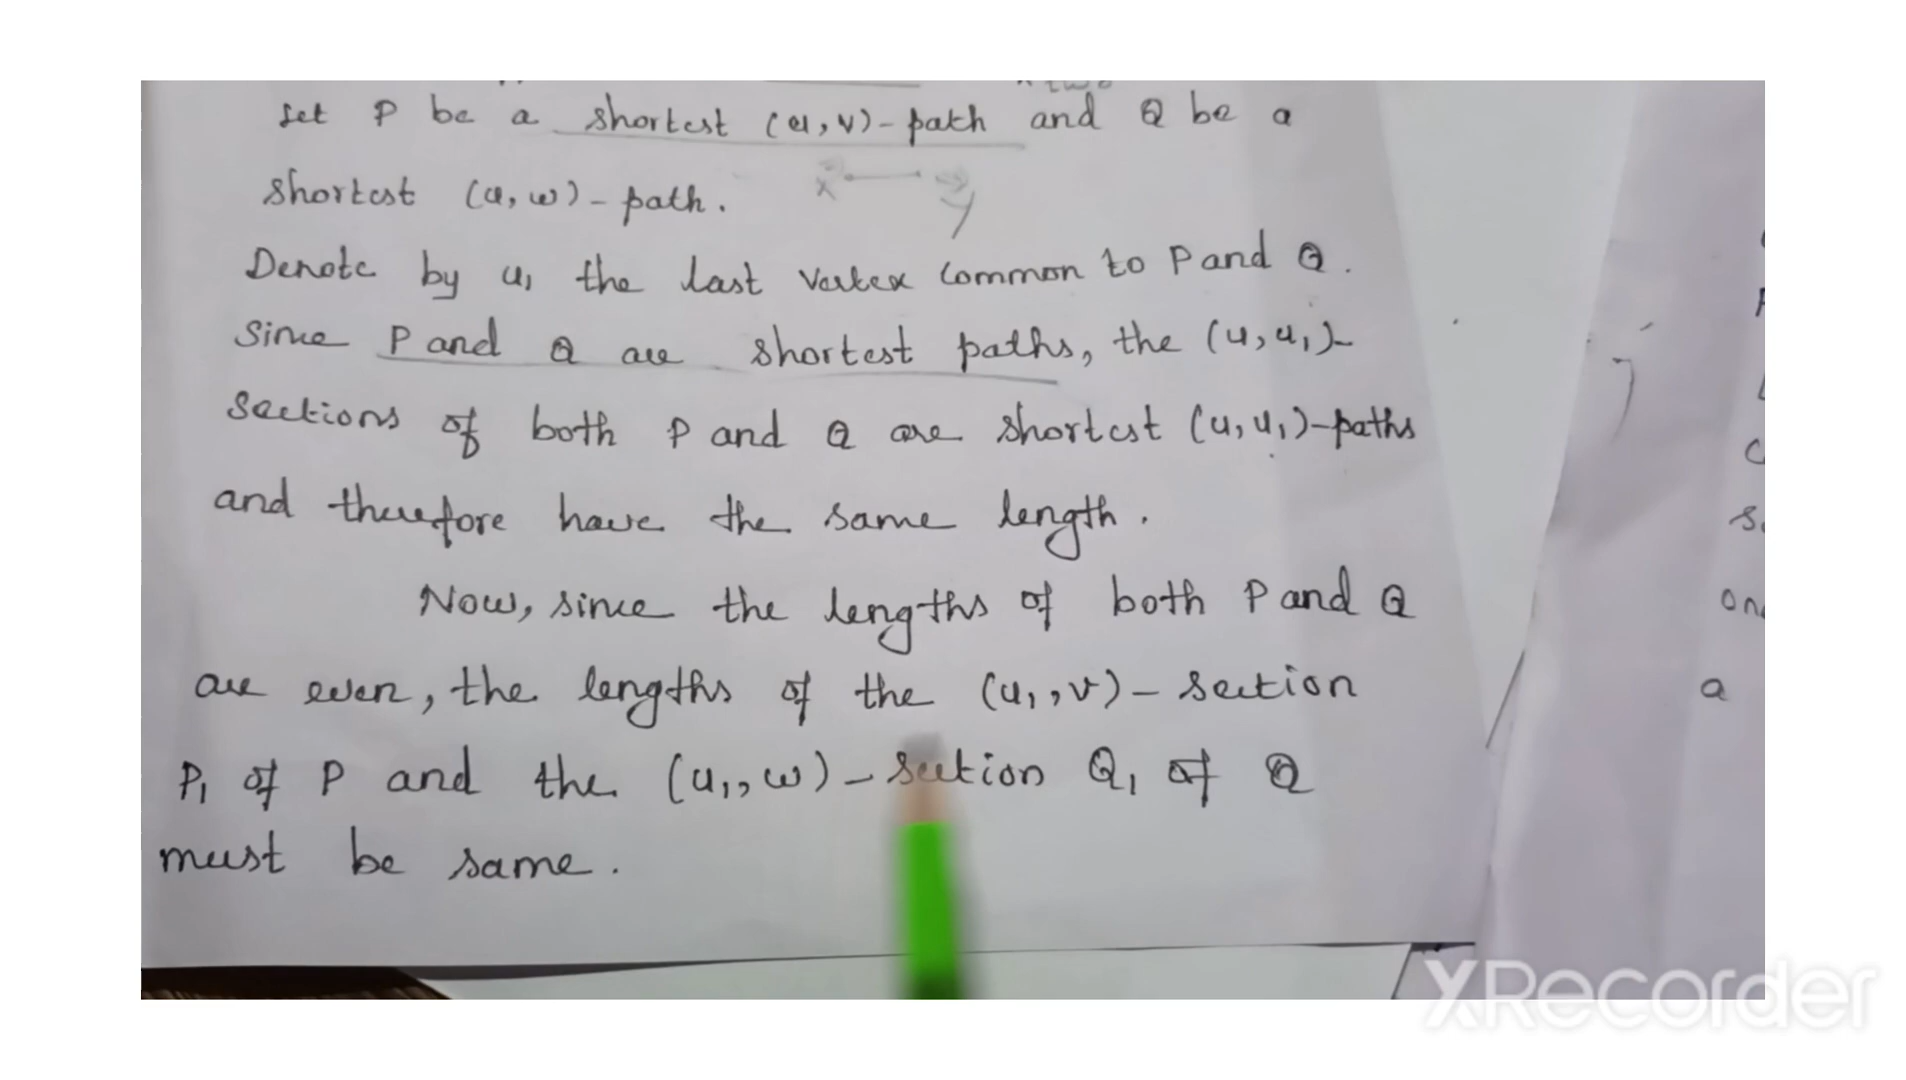 two
Let P be a shortest (u,v)-path and Q be a
shortest (u,w)-path.
x y
Denote by u₁ the last vertex common to P and Q.
Since P and Q are shortest paths, the (u,u₁)-
sections of both P and Q are shortest (u,u₁)-paths
and therefore have the same length.
Now, since the lengths of both P and Q
are even, the lengths of the (u₁,v)-section
P₁ of P and the (u₁,w)-section Q₁ of Q
must be same.
a
XRecorder